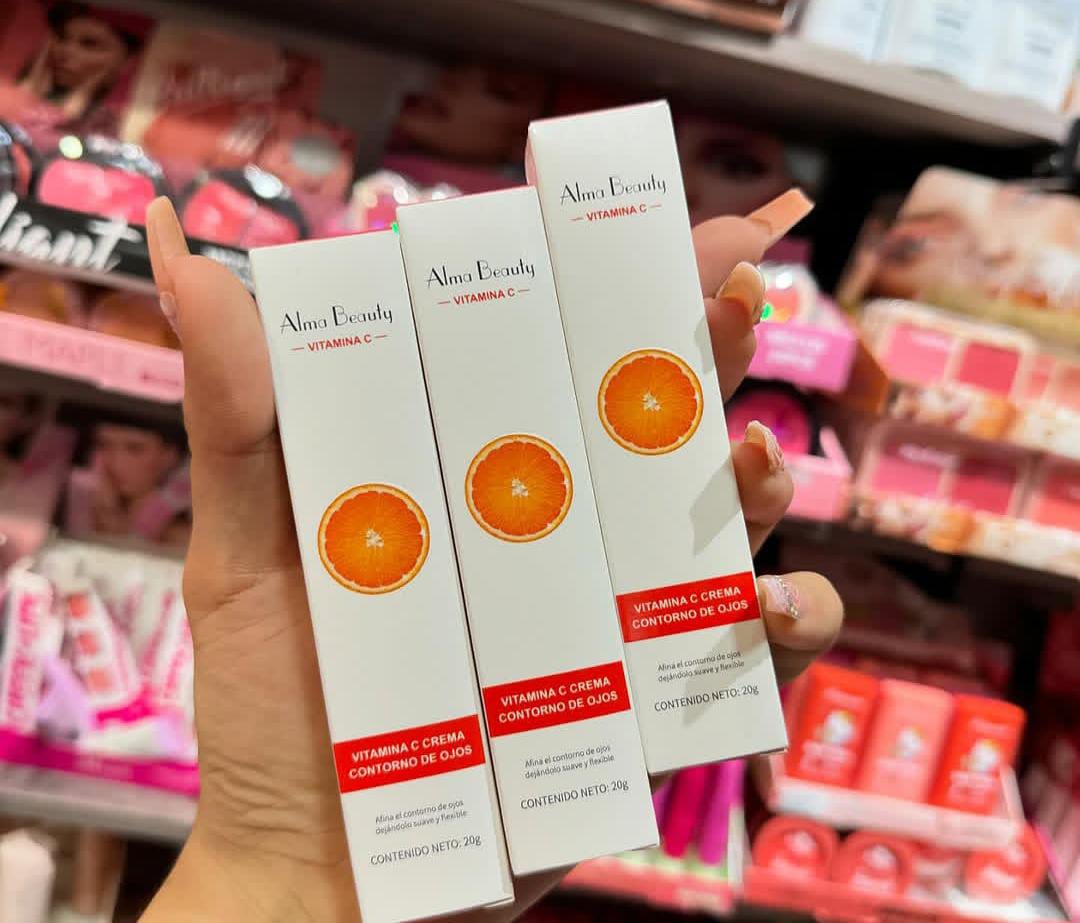 Alma Beauty
— VITAMINA C —
VITAMINA C CREMA
CONTORNO DE OJOS
Afina el contorno de ojos
dejándolo suave y flexible
CONTENIDO NETO: 20g
Alma Beauty
— VITAMINA C —
VITAMINA C CREMA
CONTORNO DE OJOS
Afina el contorno de ojos
dejándolo suave y flexible
CONTENIDO NETO: 20g
Alma Beauty
— VITAMINA C —
VITAMINA C CREMA
CONTORNO DE OJOS
Afina el contorno de ojos
dejándolo suave y flexible
CONTENIDO NETO: 20g